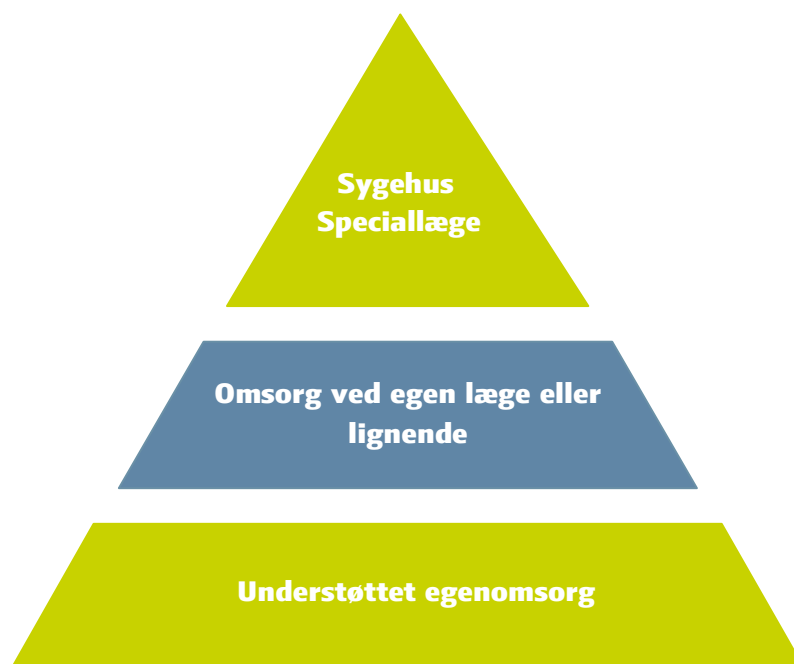 Sygehus
Speciallæge
Omsorg ved egen læge eller
lignende
Understøttet egenomsorg